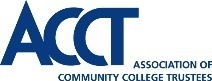 ACCT
ASSOCIATION OF
COMMUNITY COLLEGE TRUSTEES